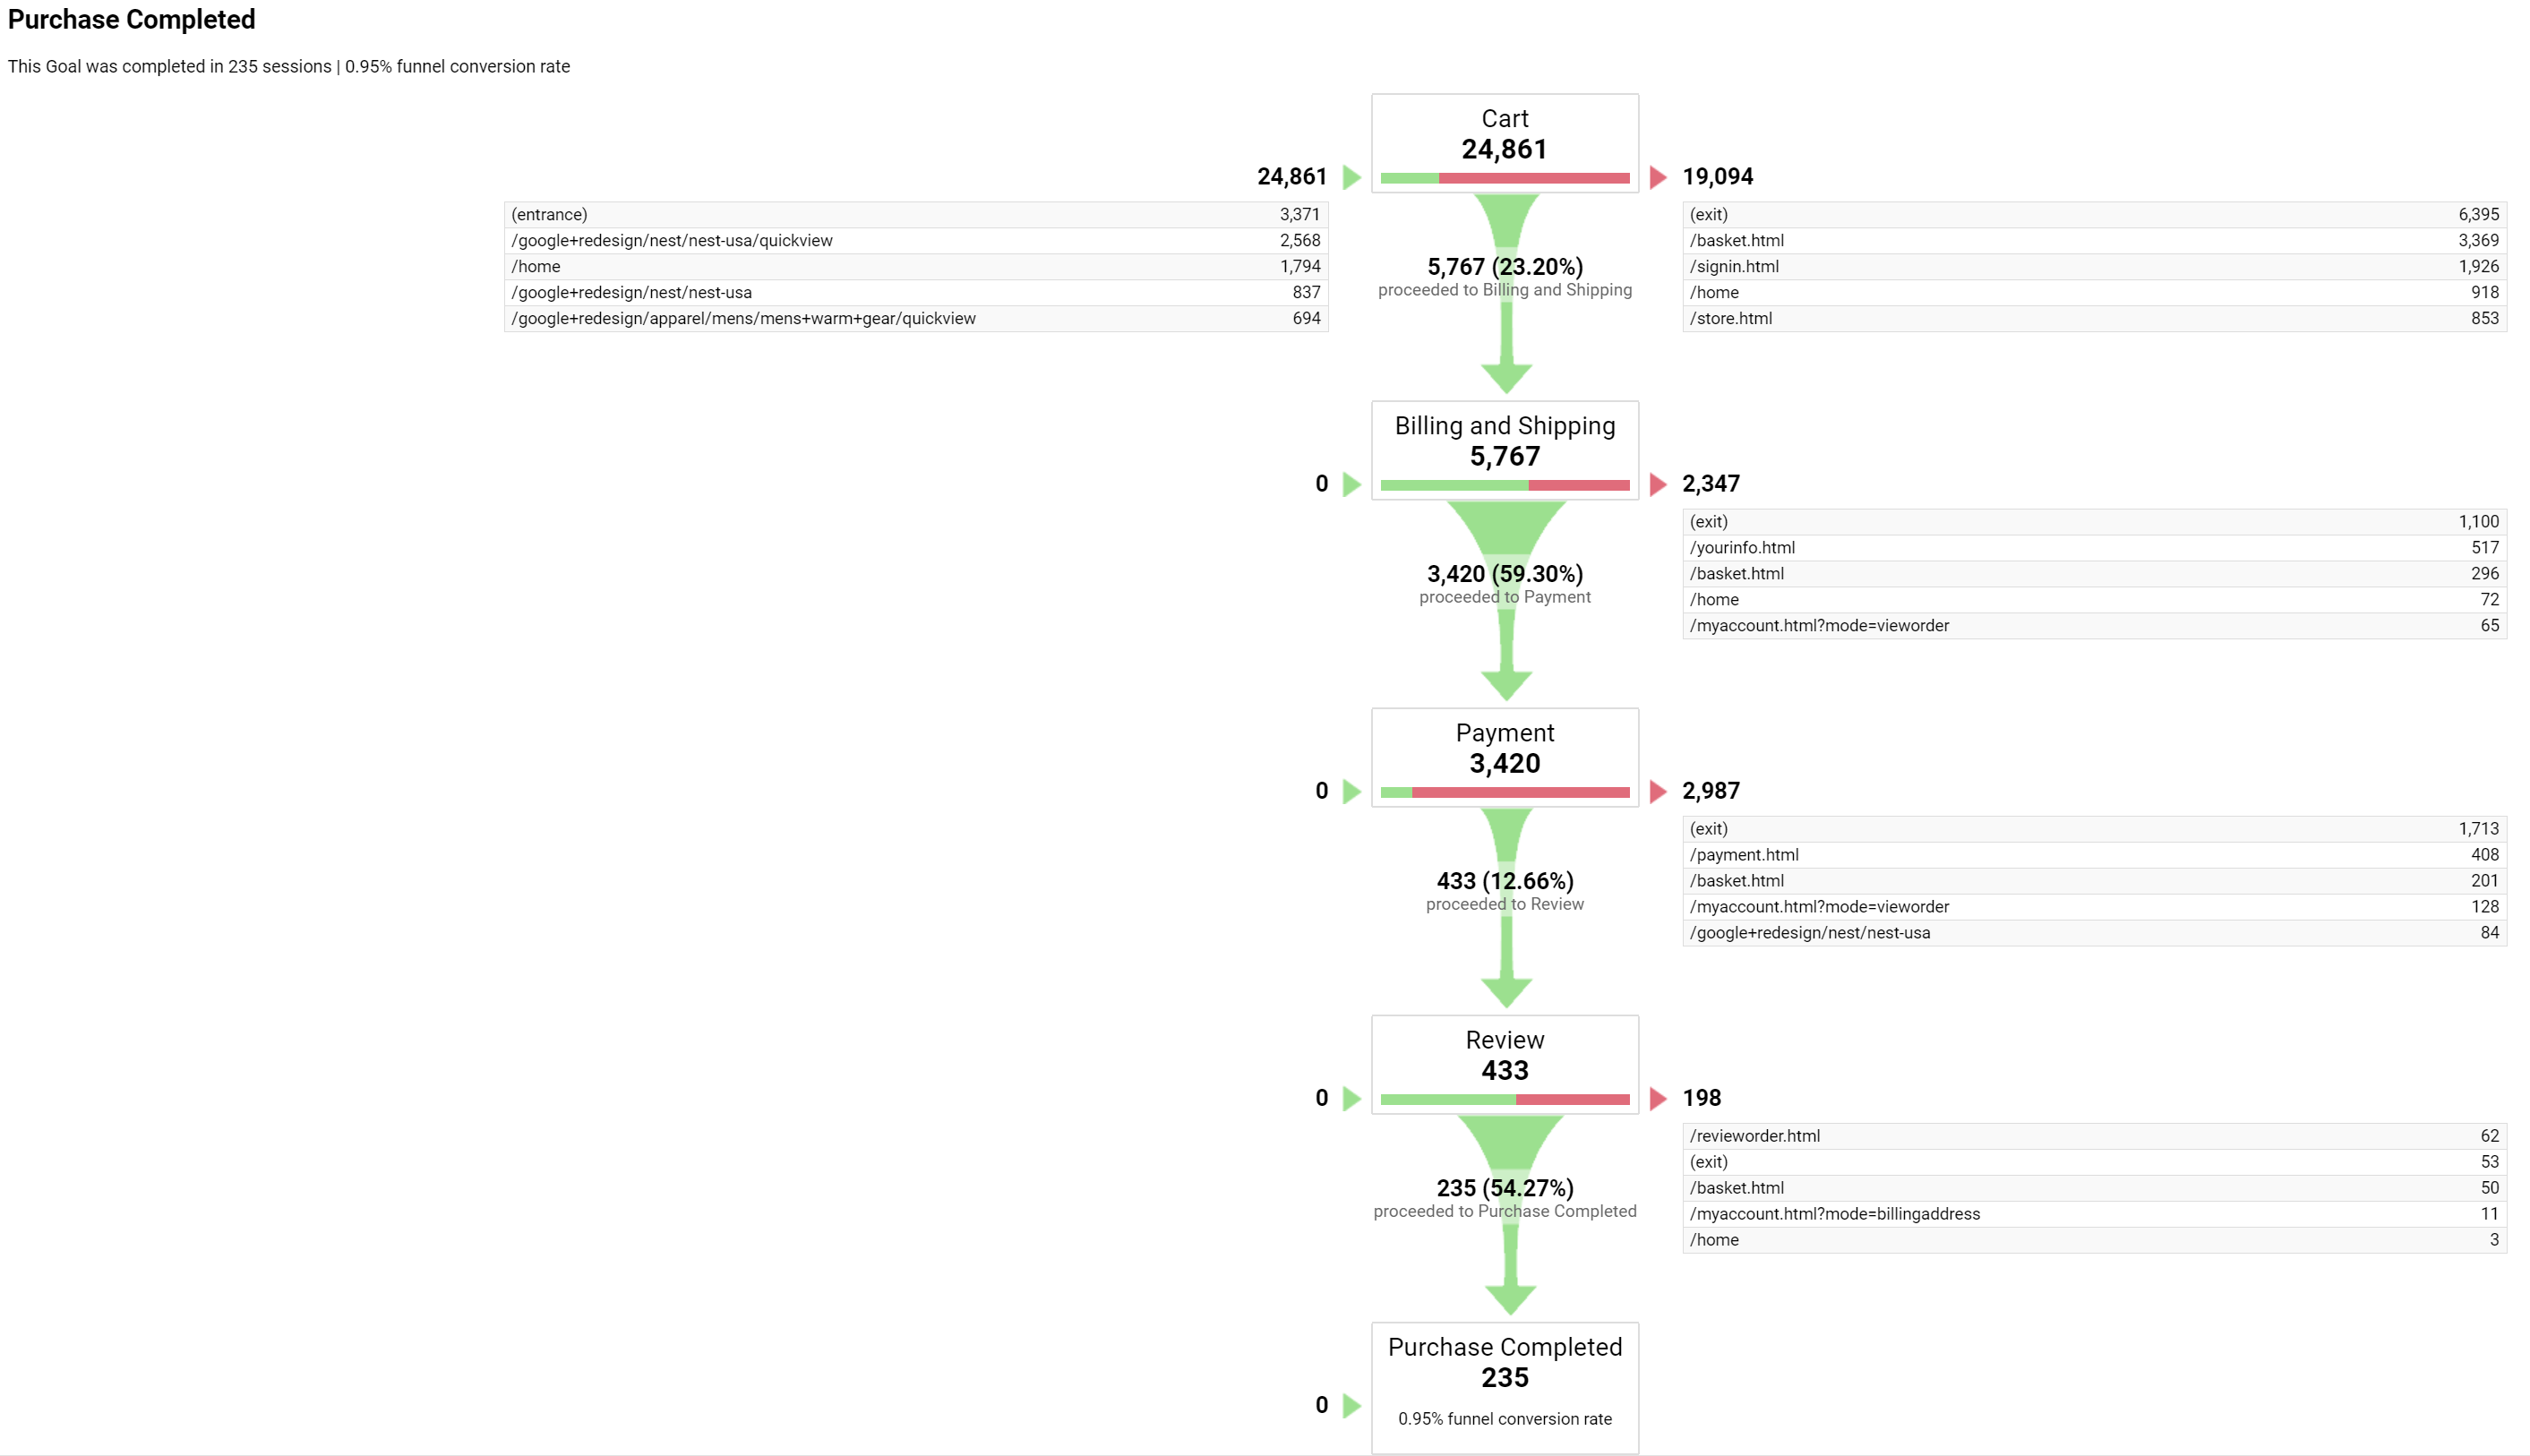 Purchase Completed
This Goal was completed in 235 sessions | 0.95% funnel conversion rate
Cart
24,861
24,861
19,094
(entrance) 3,371
/google+redesign/nest/nest-usa/quickview 2,568
/home 1,794
/google+redesign/nest/nest-usa 837
/google+redesign/apparel/mens/mens+warm+gear/quickview 694
(exit) 6,395
/basket.html 3,369
/signin.html 1,926
/home 918
/store.html 853
5,767 (23.20%)
proceeded to Billing and Shipping
Billing and Shipping
5,767
0
2,347
(exit) 1,100
/yourinfo.html 517
/basket.html 296
/home 72
/myaccount.html?mode=vieworder 65
3,420 (59.30%)
proceeded to Payment
Payment
3,420
0
2,987
(exit) 1,713
/payment.html 408
/basket.html 201
/myaccount.html?mode=vieworder 128
/google+redesign/nest/nest-usa 84
433 (12.66%)
proceeded to Review
Review
433
0
198
/revieworder.html 62
(exit) 53
/basket.html 50
/myaccount.html?mode=billingaddress 11
/home 3
235 (54.27%)
proceeded to Purchase Completed
Purchase Completed
235
0
0.95% funnel conversion rate